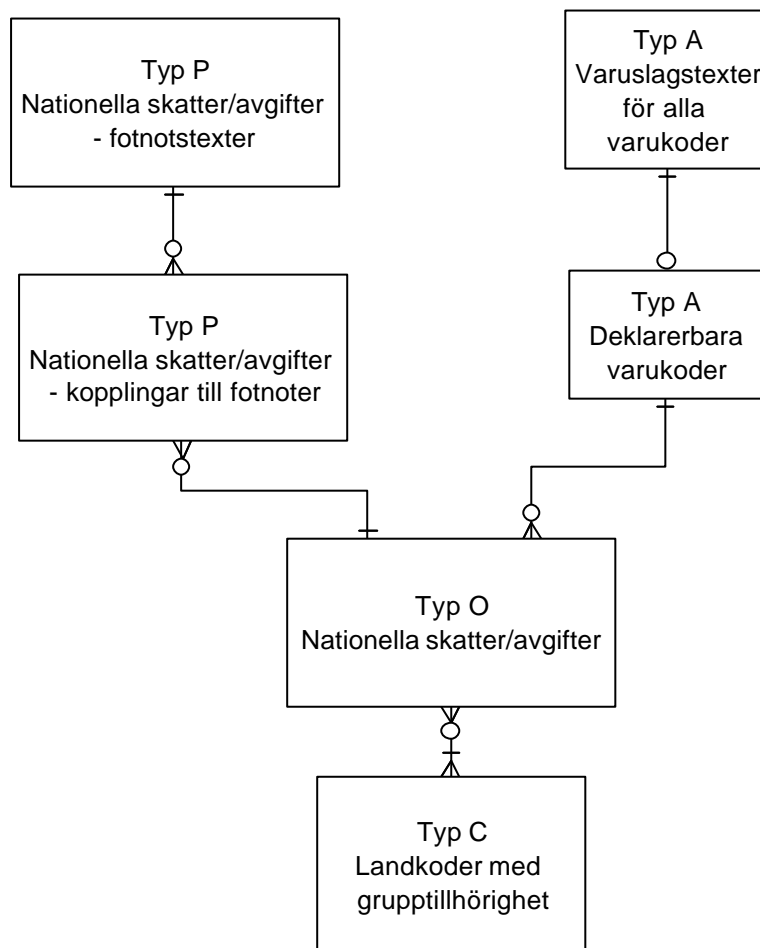 Typ P
Nationella skatter/avgifter
- fotnotstexter
Typ A
Varuslagstexter
för alla
varukoder
Typ P
Nationella skatter/avgifter
- kopplingar till fotnoter
Typ A
Deklarerbara
varukoder
Typ O
Nationella skatter/avgifter
Typ C
Landkoder med
grupptillhörighet